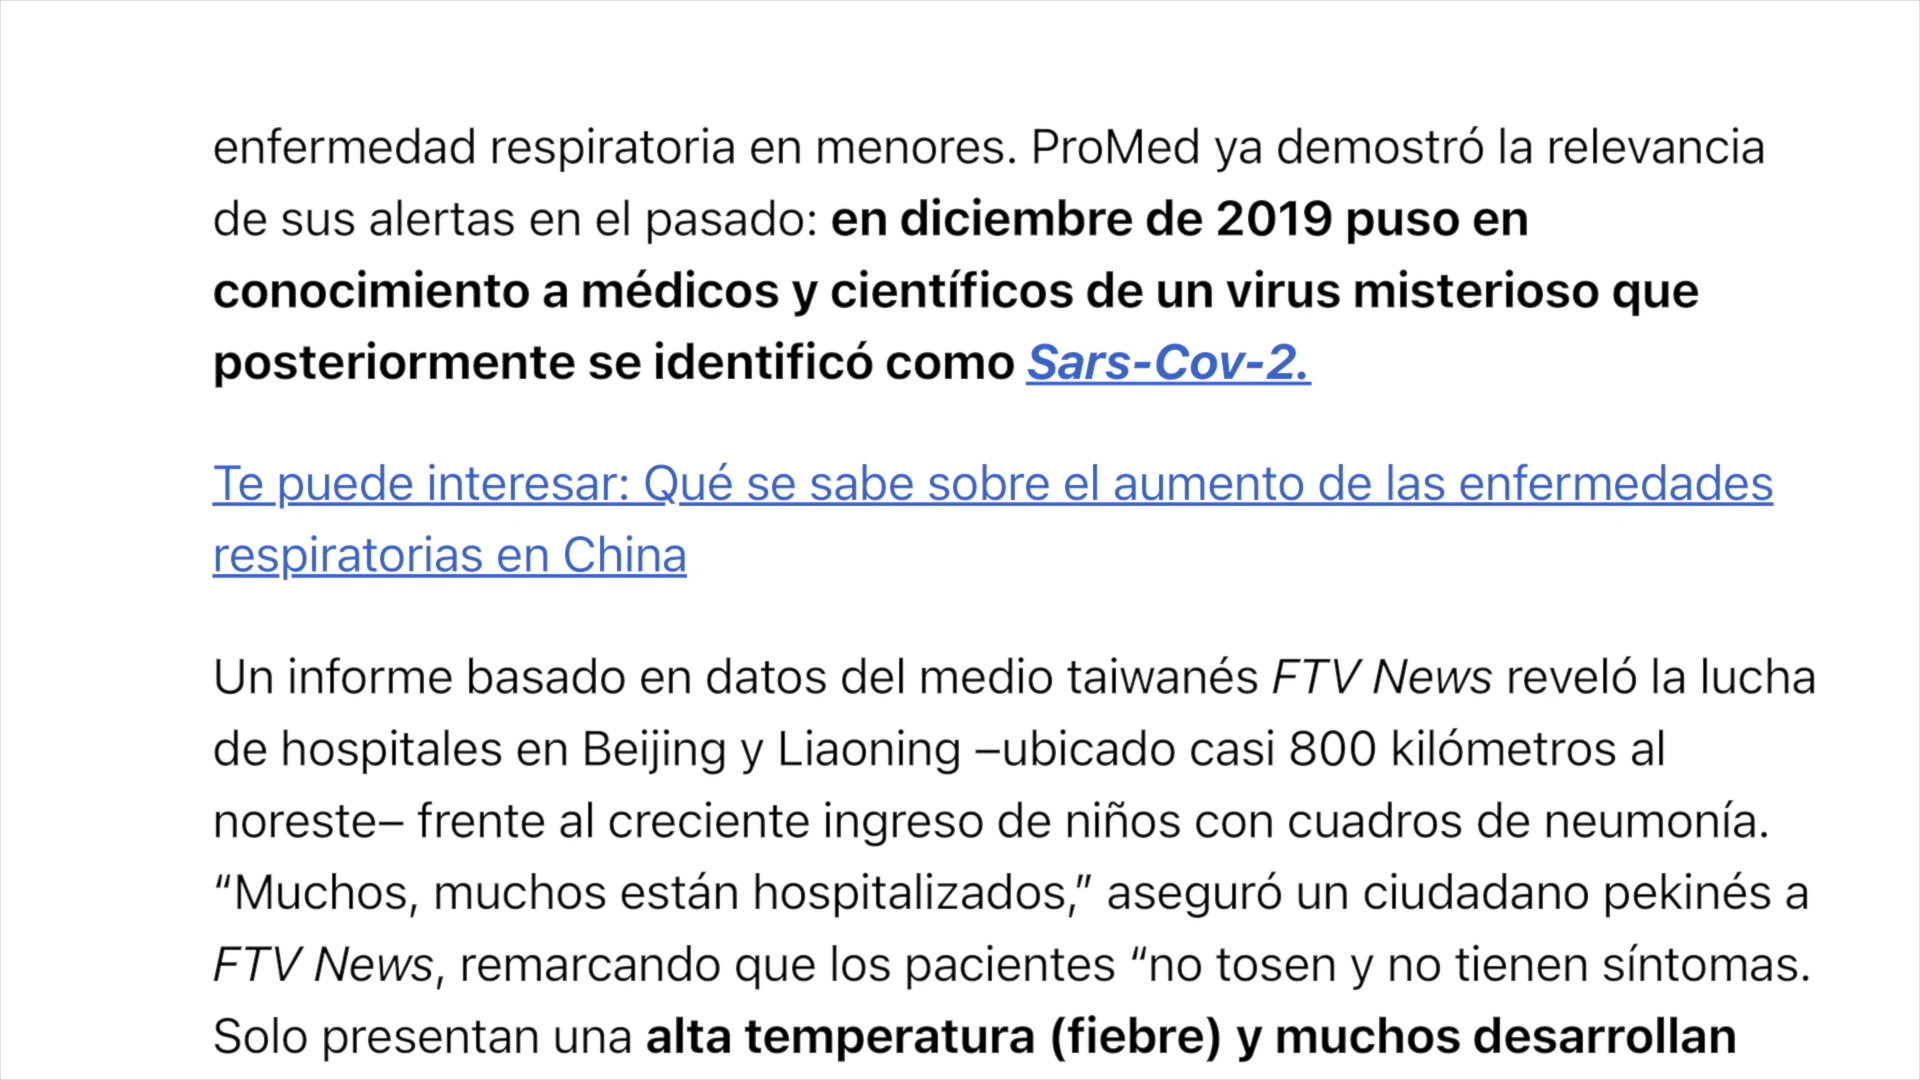 enfermedad respiratoria en menores. ProMed ya demostró la relevancia
de sus alertas en el pasado: en diciembre de 2019 puso en
conocimiento a médicos y científicos de un virus misterioso que
posteriormente se identificó como Sars-Cov-2.
Te puede interesar: Qué se sabe sobre el aumento de las enfermedades
respiratorias en China
Un informe basado en datos del medio taiwanés FTV News reveló la lucha
de hospitales en Beijing y Liaoning –ubicado casi 800 kilómetros al
noreste– frente al creciente ingreso de niños con cuadros de neumonía.
“Muchos, muchos están hospitalizados,” aseguró un ciudadano pekinés a
FTV News, remarcando que los pacientes “no tosen y no tienen síntomas.
Solo presentan una alta temperatura (fiebre) y muchos desarrollan